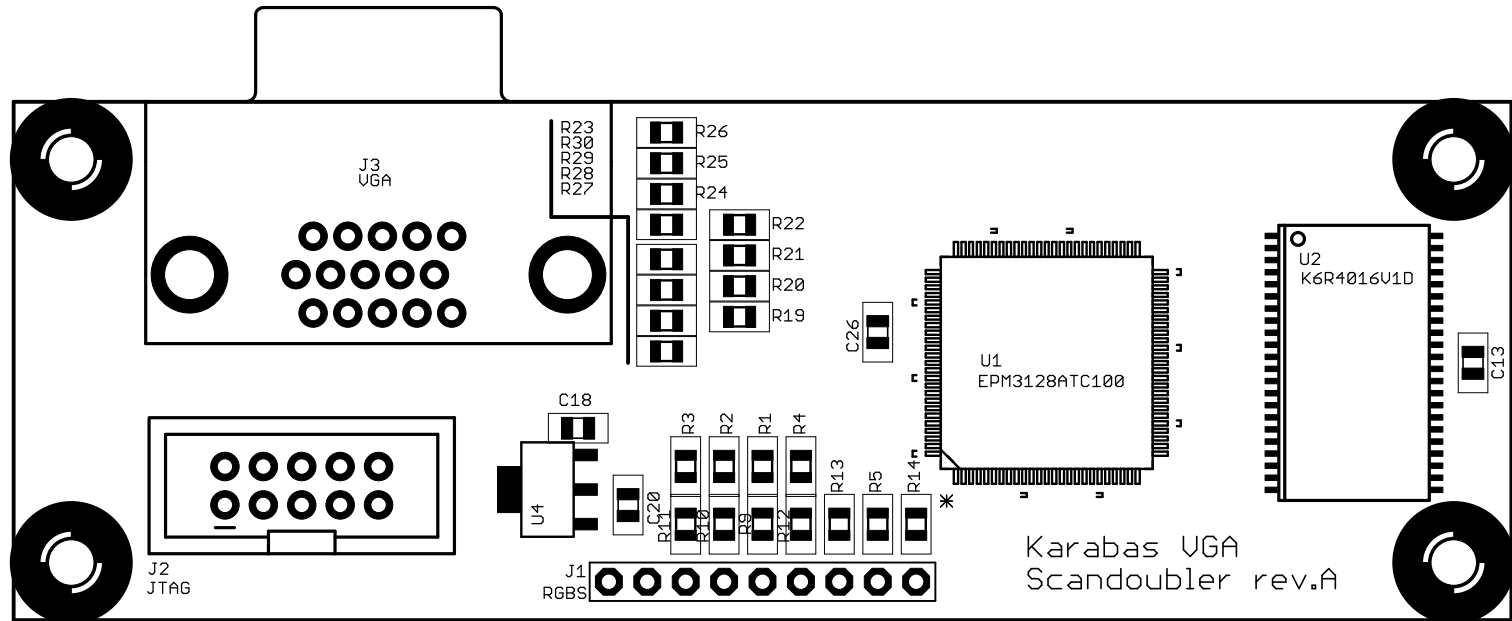 R23
R30
R29
R28
R27
R26
R25
R24
J3
VGA
R22
R21
R20
R19
U2
K6R4016V1D
C26
U1
EPM3128ATC100
C13
C18
R3
R2
R1
R4
R13
R5
R14
U4
C20
R11
R10
R9
R12
J2
JTAG
J1
RGBS
Karabas VGA
Scandoubler rev.A